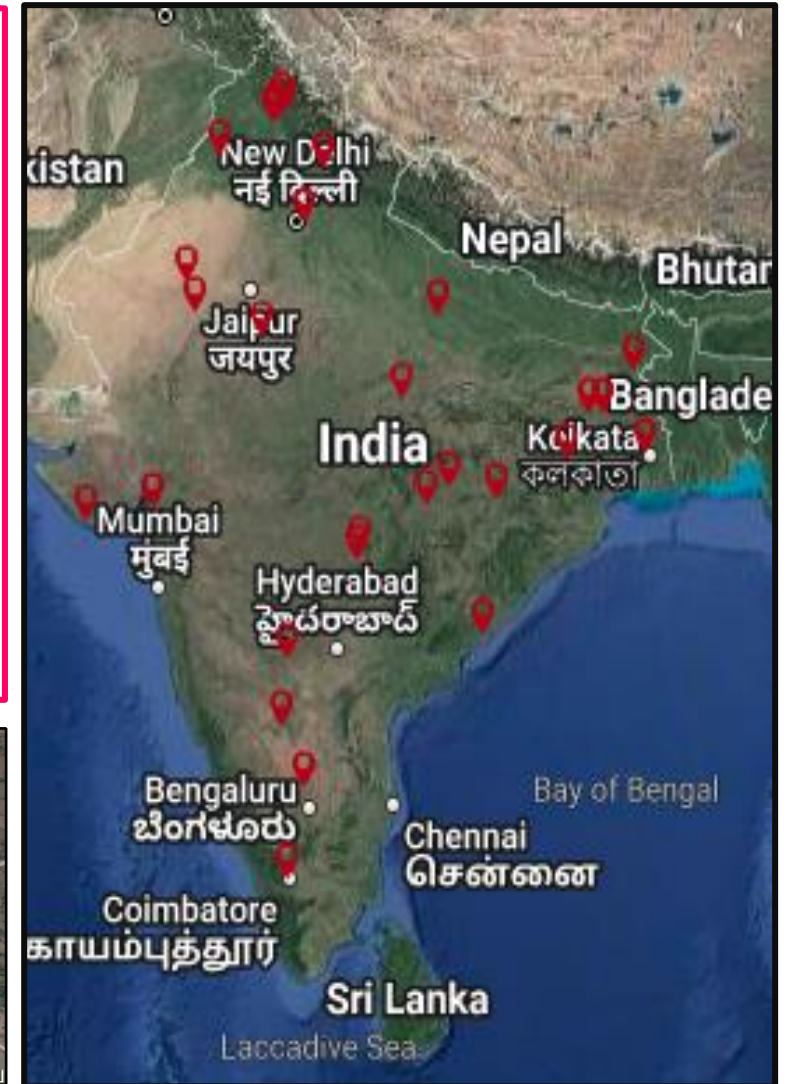 kistan
New Delhi
नई दिल्ली
Nepal
Bhutan
Jaipur
जयपुर
Banglade
India
Kolkata
কলকাতা
Mumbai
मुंबई
Hyderabad
హైదరాబాద్
Bengaluru
ಬೆಂಗಳೂರು
Bay of Bengal
Chennai
சென்னை
Coimbatore
காயம்புத்தூர்
Sri Lanka
Laccadive Sea